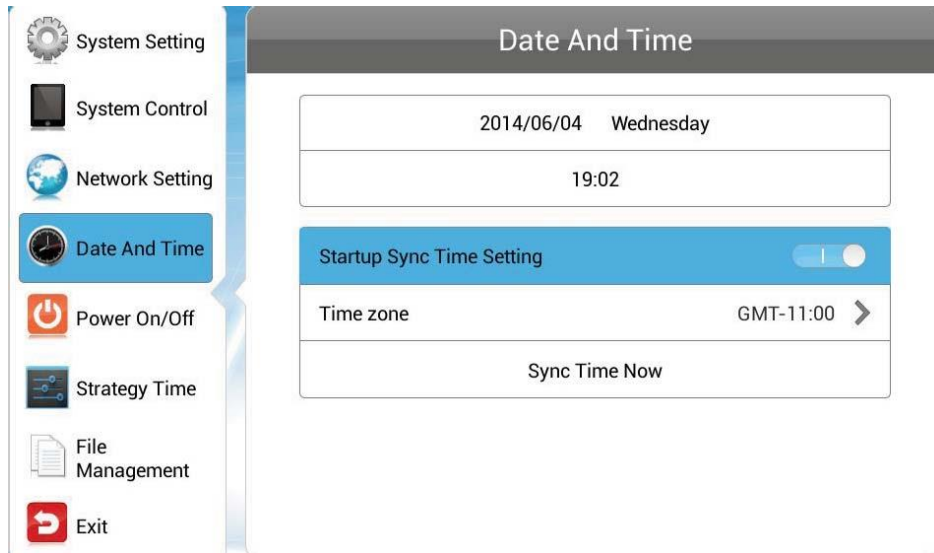 System Setting
System Control
Network Setting
Date And Time
Power On/Off
Strategy Time
File
Management
Exit
Date And Time
2014/06/04 Wednesday
19:02
Startup Sync Time Setting
Time zone GMT-11:00
Sync Time Now